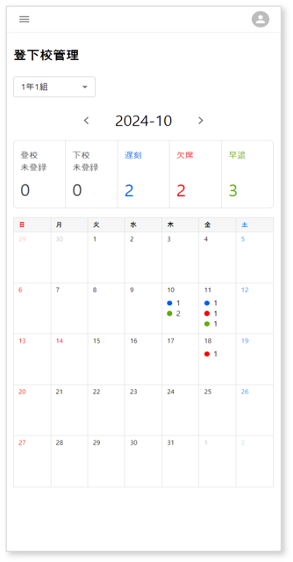 登下校管理
1年1組
2024-10
登校 下校 遅刻 欠席 早退
未登録 未登録
0 0 2 2 3
日 月 火 水 木 金 土
29 30 1 2 3 4 5
6 7 8 9 10 11 12
1 1
2 1
1
13 14 15 16 17 18 19
1
20 21 22 23 24 25 26
27 28 29 30 31 1 2